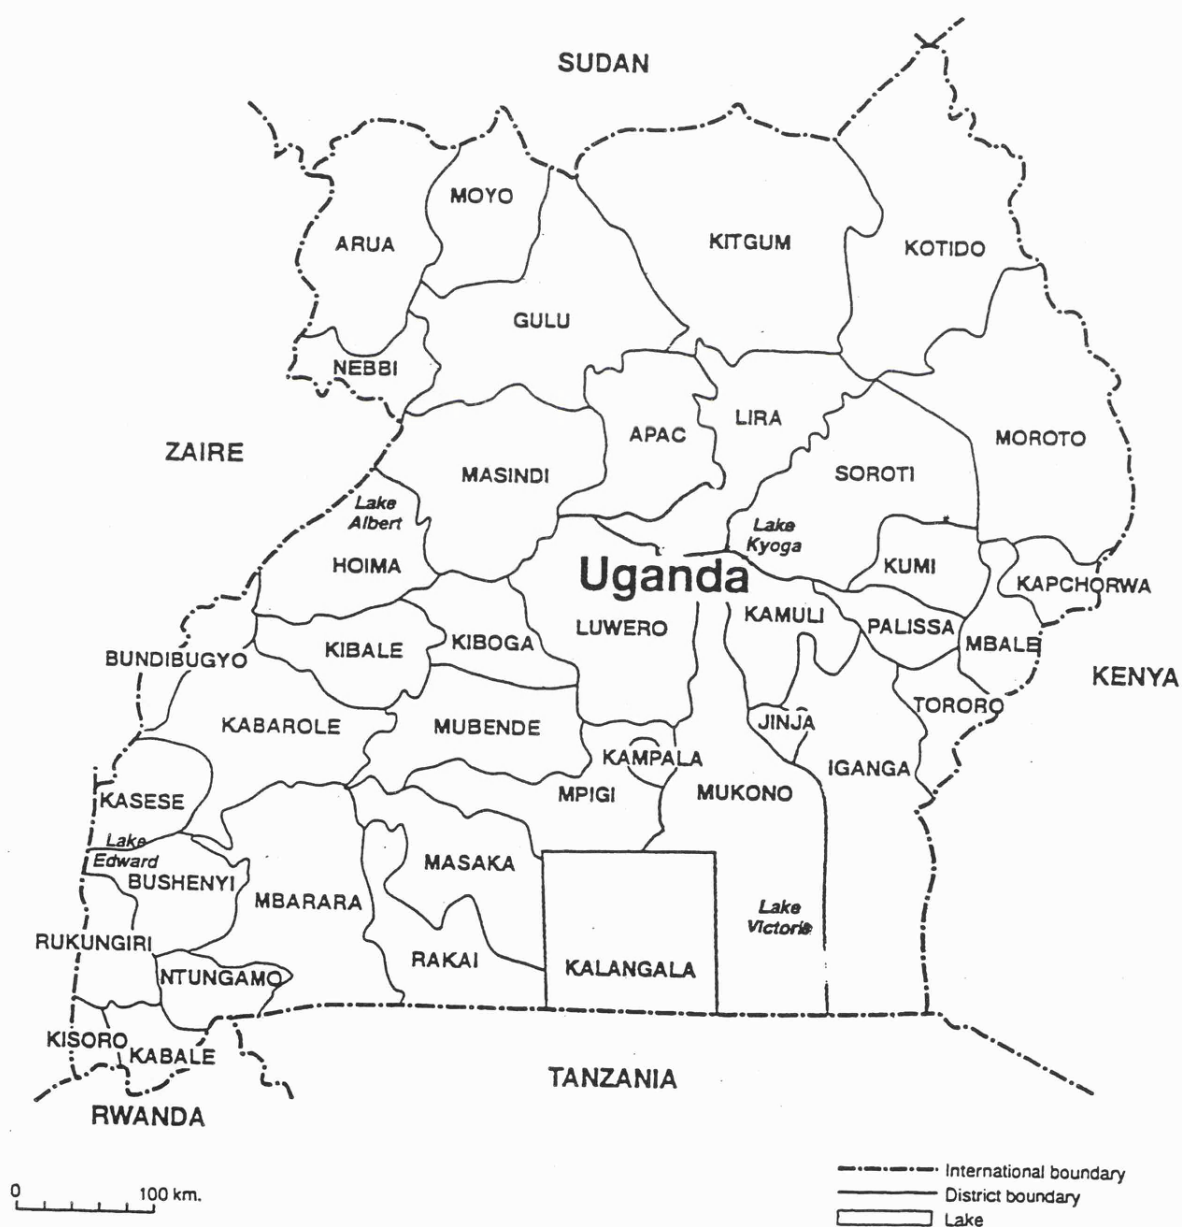 SUDAN
MOYO
ARUA
KITGUM
KOTIDO
GULU
NEBBI
LIRA
APAC
MOROTO
ZAIRE
MASINDI
SOROTI
Lake
Albert
Lake
Kyoga
HOIMA
KUMI
Uganda
KAPCHORWA
KAMULI
LUWERO
PALISSA
KIBOGA
KIBALE
MBALE
BUNDIBUGYO
KENYA
TORORO
KABAROLE
MUBENDE
JINJA
KAMPALA
IGANGA
KASESE
MPIGI
MUKONO
Lake
Edward
MASAKA
BUSHENYI
MBARARA
Lake
Victoris
RUKUNGIRI
RAKAI
KALANGALA
NTUNGAMO
KISORO
KABALE
TANZANIA
RWANDA
International boundary
0 100 km.
District boundary
Lake